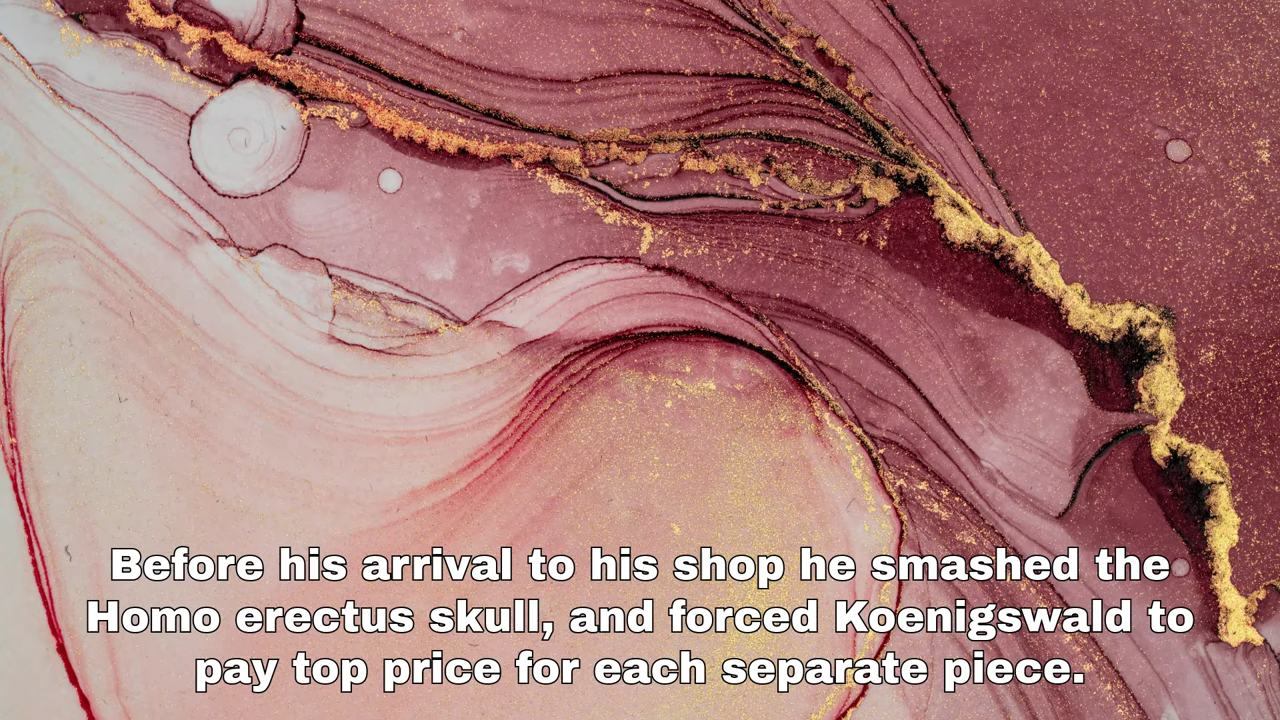 Before his arrival to his shop he smashed the
Homo erectus skull, and forced Koenigswald to
pay top price for each separate piece.